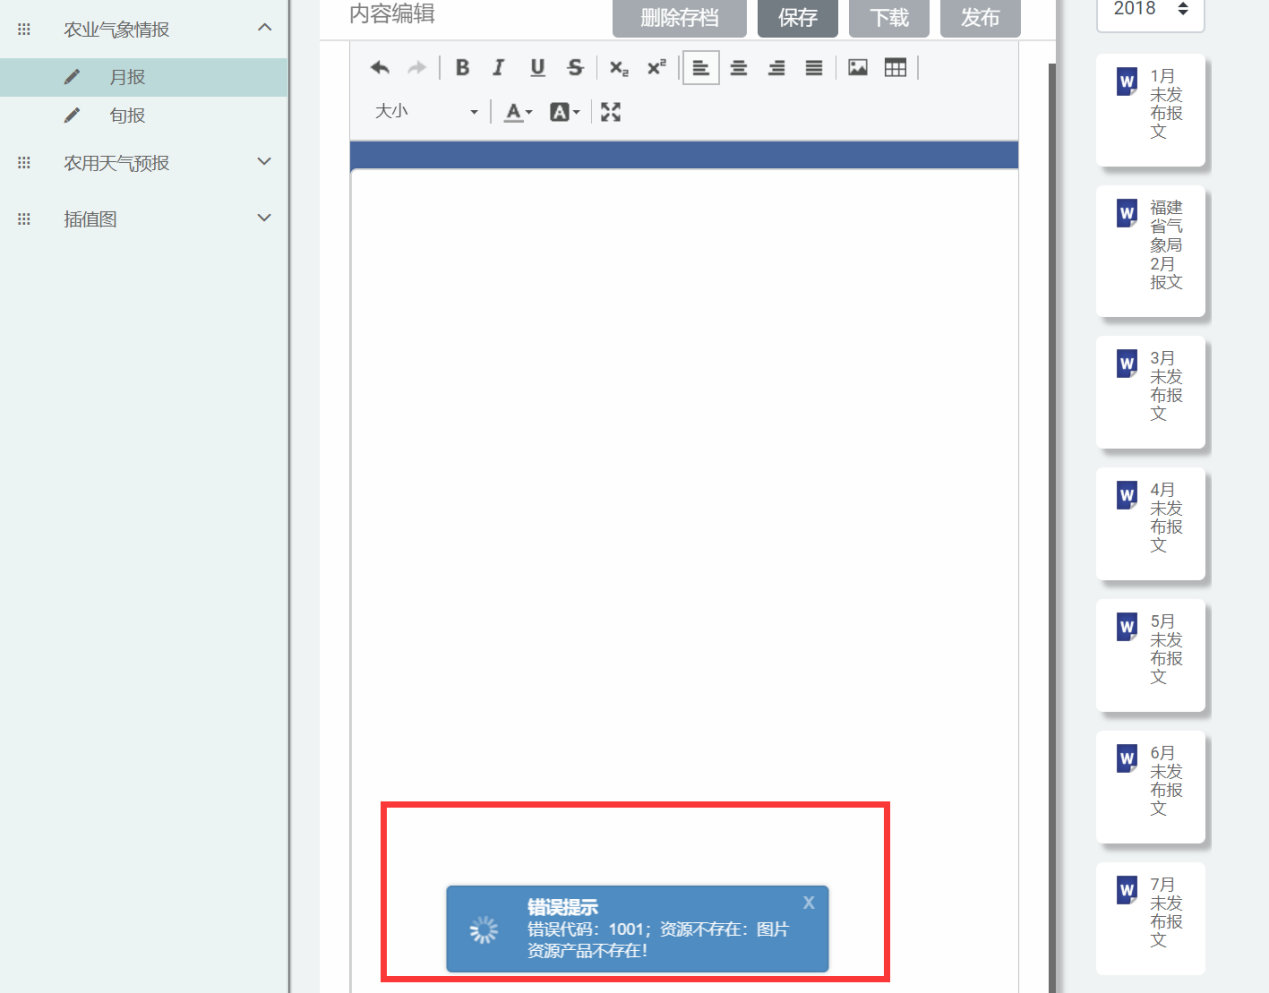 农业气象情报
月报
旬报
农用天气预报
插值图
内容编辑
删除存档
保存
下载
发布
B I U S x₂ x²
大小
A
A
错误提示
X
错误代码：1001；资源不存在：图片
资源产品不存在！
2018
W
1月
未发
布报
文
W
福建
省气
象局
2月
报文
W
3月
未发
布报
文
W
4月
未发
布报
文
W
5月
未发
布报
文
W
6月
未发
布报
文
W
7月
未发
布报
文